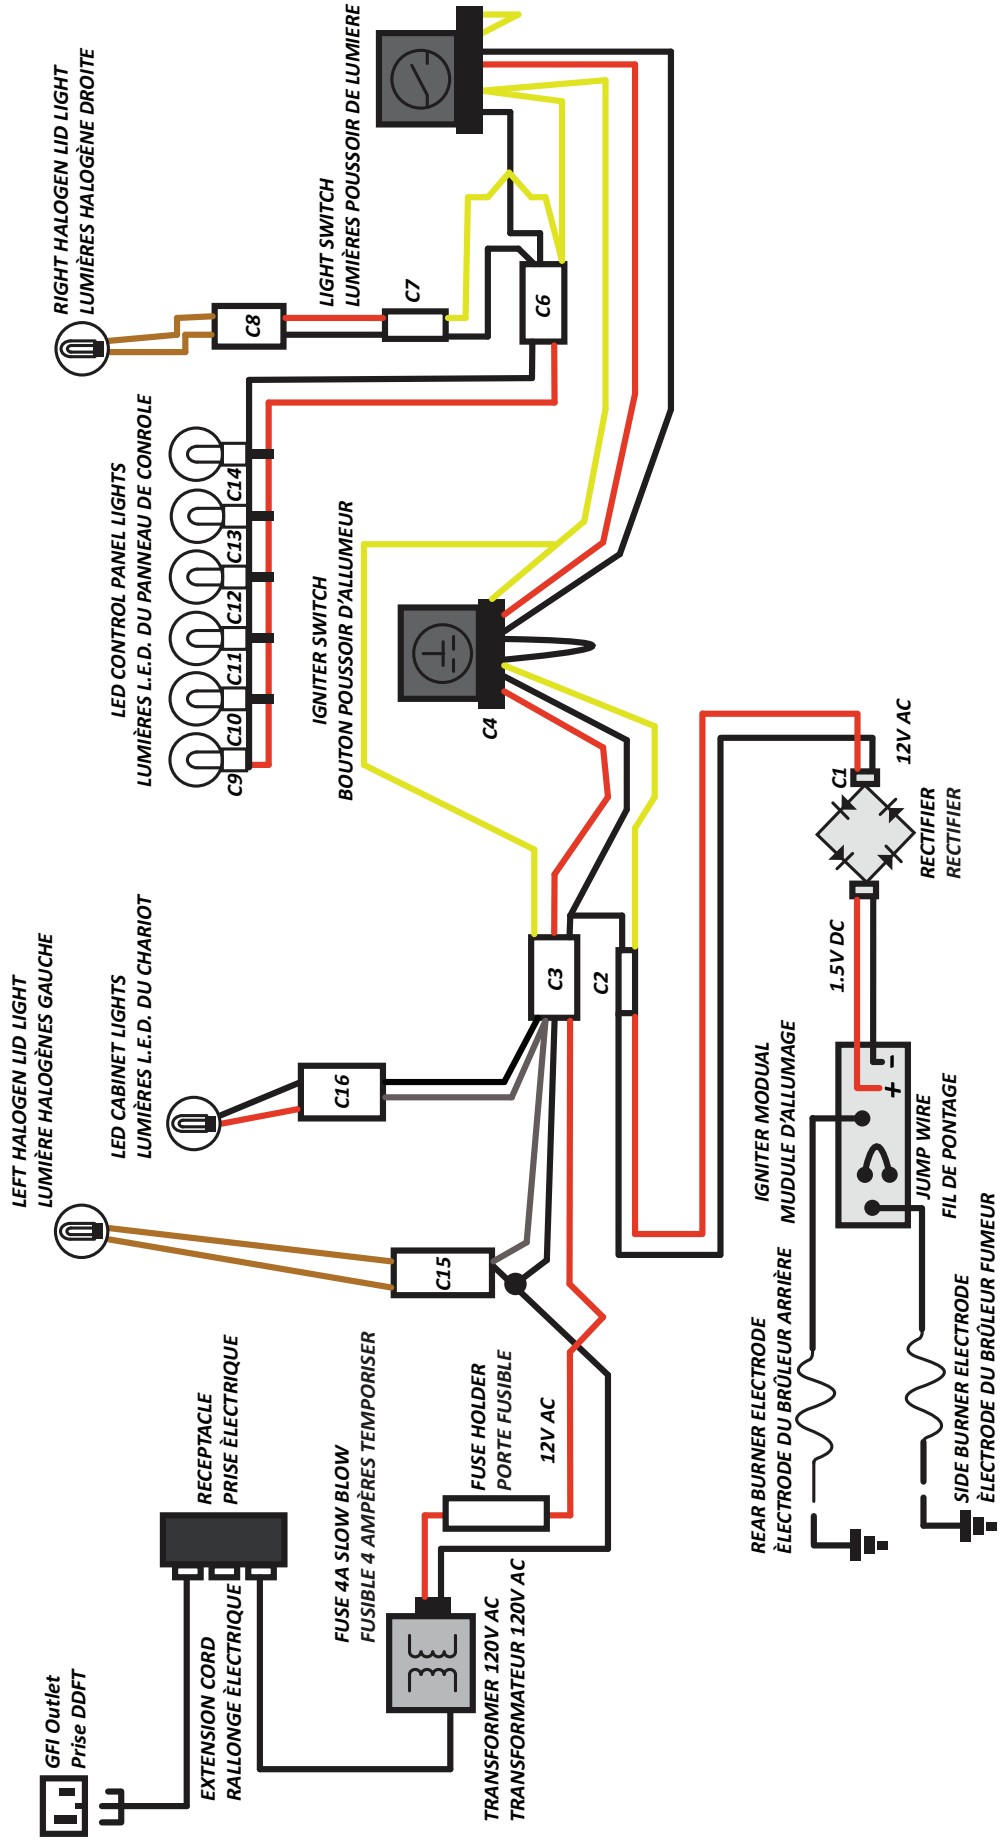 GFI Outlet
Prise DDFT
EXTENSION CORD
RALLONGE ÈLECTRIQUE
RECEPTACLE
PRISE ÈLECTRIQUE
TRANSFORMER 120V AC
TRANSFORMATEUR 120V AC
FUSE 4A SLOW BLOW
FUSIBLE 4 AMPÈRES TEMPORISER
FUSE HOLDER
PORTE FUSIBLE
12V AC
LEFT HALOGEN LID LIGHT
LUMIÈRE HALOGÈNES GAUCHE
C15
LED CABINET LIGHTS
LUMIÈRES L.E.D. DU CHARIOT
C16
C3
C2
LED CONTROL PANEL LIGHTS
LUMIÈRES L.E.D. DU PANNEAU DE CONROLE
C9
C10
C11
C12
C13
C14
IGNITER SWITCH
BOUTON POUSSOIR D'ALLUMEUR
C4
RIGHT HALOGEN LID LIGHT
LUMIÈRES HALOGÈNE DROITE
C8
C7
C6
LIGHT SWITCH
LUMIÈRES POUSSOIR DE LUMIERE
REAR BURNER ELECTRODE
ÈLECTRODE DU BRÛLEUR ARRIÈRE
SIDE BURNER ELECTRODE
ÈLECTRODE DU BRÛLEUR FUMEUR
IGNITER MODUAL
MUDULE D'ALLUMAGE
JUMP WIRE
FIL DE PONTAGE
+ -
1.5V DC
RECTIFIER
RECTIFIER
C1
12V AC